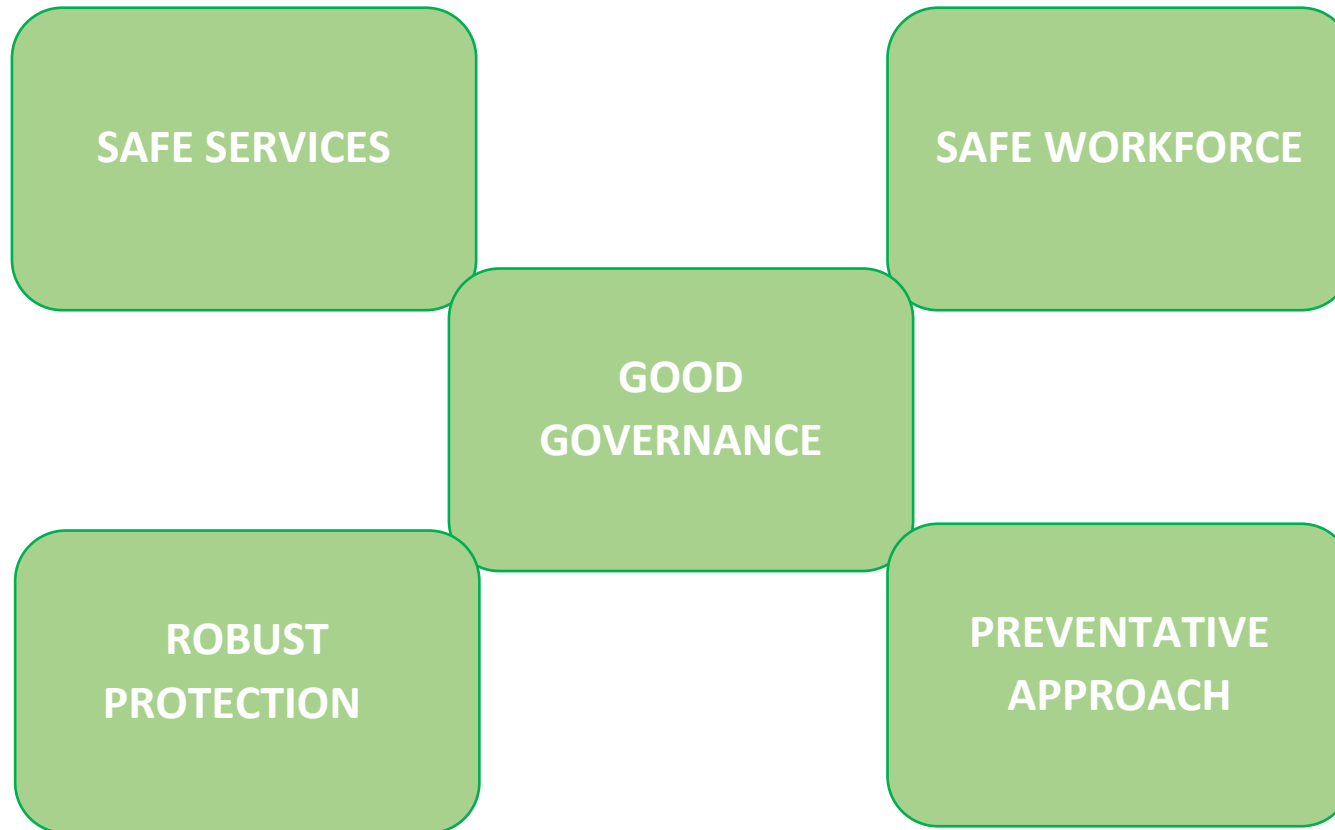 SAFE SERVICES
SAFE WORKFORCE
GOOD
GOVERNANCE
ROBUST
PROTECTION
PREVENTATIVE
APPROACH